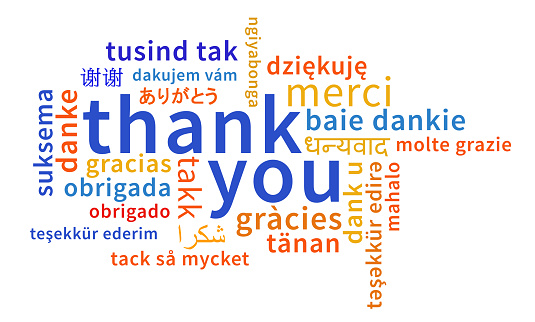 ngiyabonga
tusind tak
dziękuję
谢谢
dakujem vám
merci
ありがとう
suksema
danke
thank
baie dankie
धन्यवाद
molte grazie
gracias
takk
you
dank u
təşəkkür edirə
mahalo
obrigada
obrigado
gràcies
teşekkür ederim
شكرا
tänan
tack så mycket